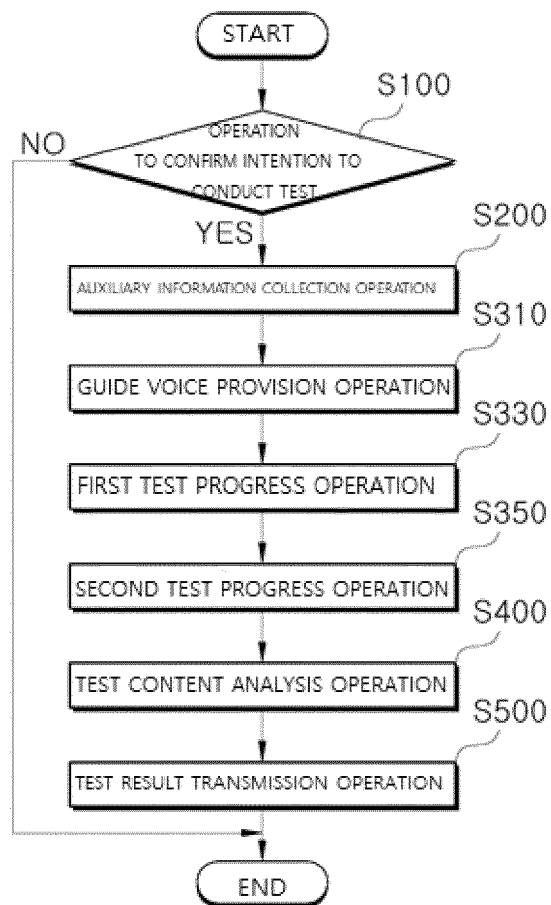 START
S100
OPERATION
NO
TO CONFIRM INTENTION TO
CONDUCT TEST
YES
S200
AUXILIARY INFORMATION COLLECTION OPERATION
S310
GUIDE VOICE PROVISION OPERATION
S330
FIRST TEST PROGRESS OPERATION
S350
SECOND TEST PROGRESS OPERATION
S400
TEST CONTENT ANALYSIS OPERATION
S500
TEST RESULT TRANSMISSION OPERATION
END